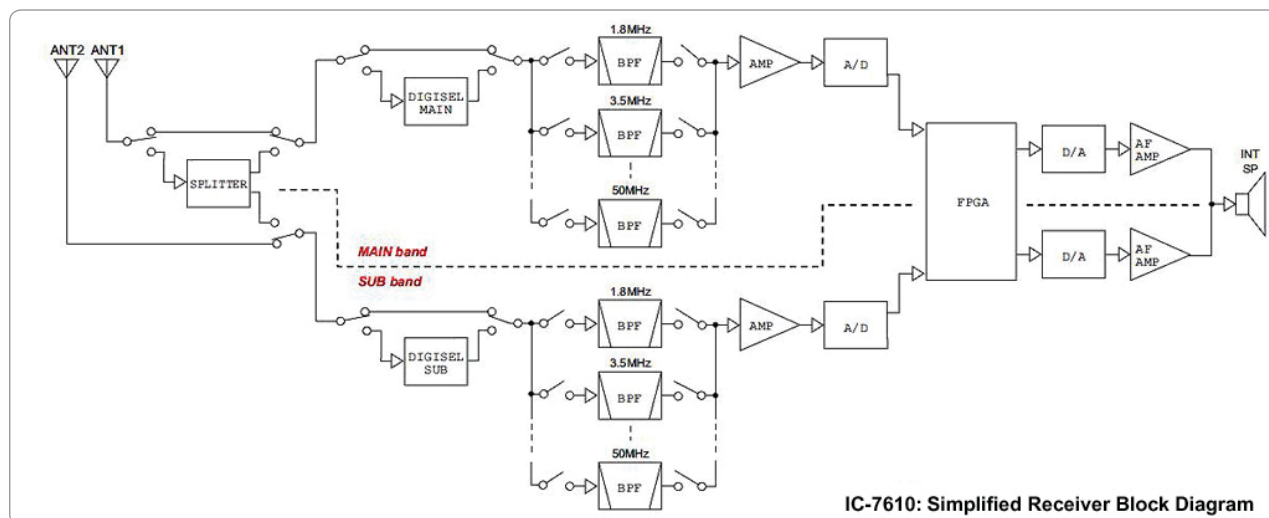 ANT2 ANT1
SPLITTER
DIGISEL
MAIN
1.8MHz
BPF
3.5MHz
BPF
50MHz
BPF
AMP
A/D
MAIN band
SUB band
DIGISEL
SUB
1.8MHz
BPF
3.5MHz
BPF
50MHz
BPF
AMP
A/D
FPGA
D/A
AF
AMP
D/A
AF
AMP
INT
SP
IC-7610: Simplified Receiver Block Diagram